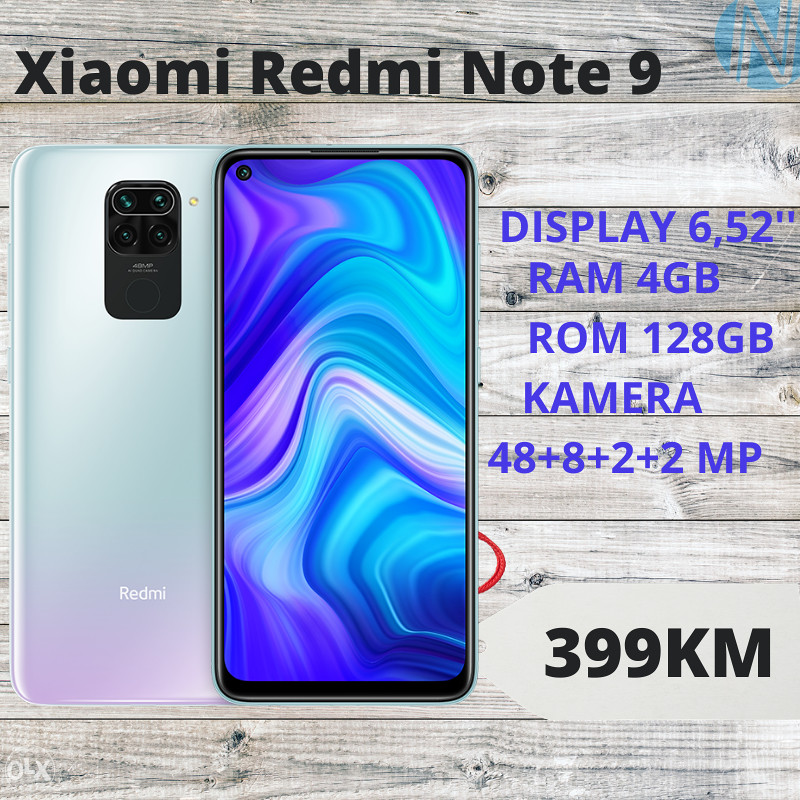 Xiaomi Redmi Note 9
DISPLAY 6,52''
RAM 4GB
ROM 128GB
KAMERA
48+8+2+2 MP
48MP
Redmi
399KM
OLX